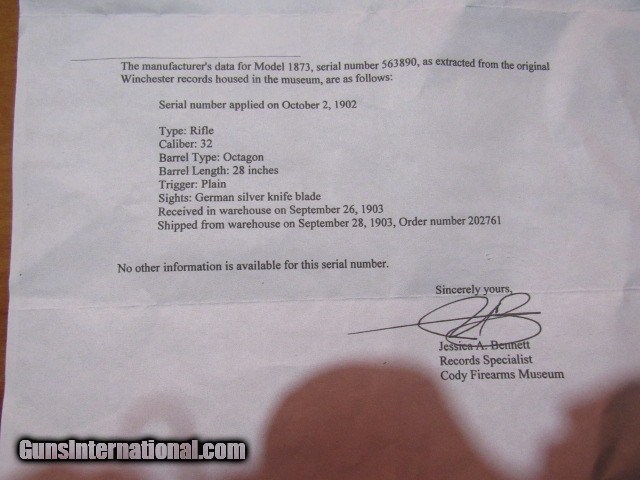 The manufacturer's data for Model 1873, serial number 563890, as extracted from the original
Winchester records housed in the museum, are as follows:
Serial number applied on October 2, 1902
Type: Rifle
Caliber: 32
Barrel Type: Octagon
Barrel Length: 28 inches
Trigger: Plain
Sights: German silver knife blade
Received in warehouse on September 26, 1903
Shipped from warehouse on September 28, 1903, Order number 202761
No other information is available for this serial number.
Sincerely yours,
Jessica A. Bennett
Records Specialist
Cody Firearms Museum
GunsInternational.com